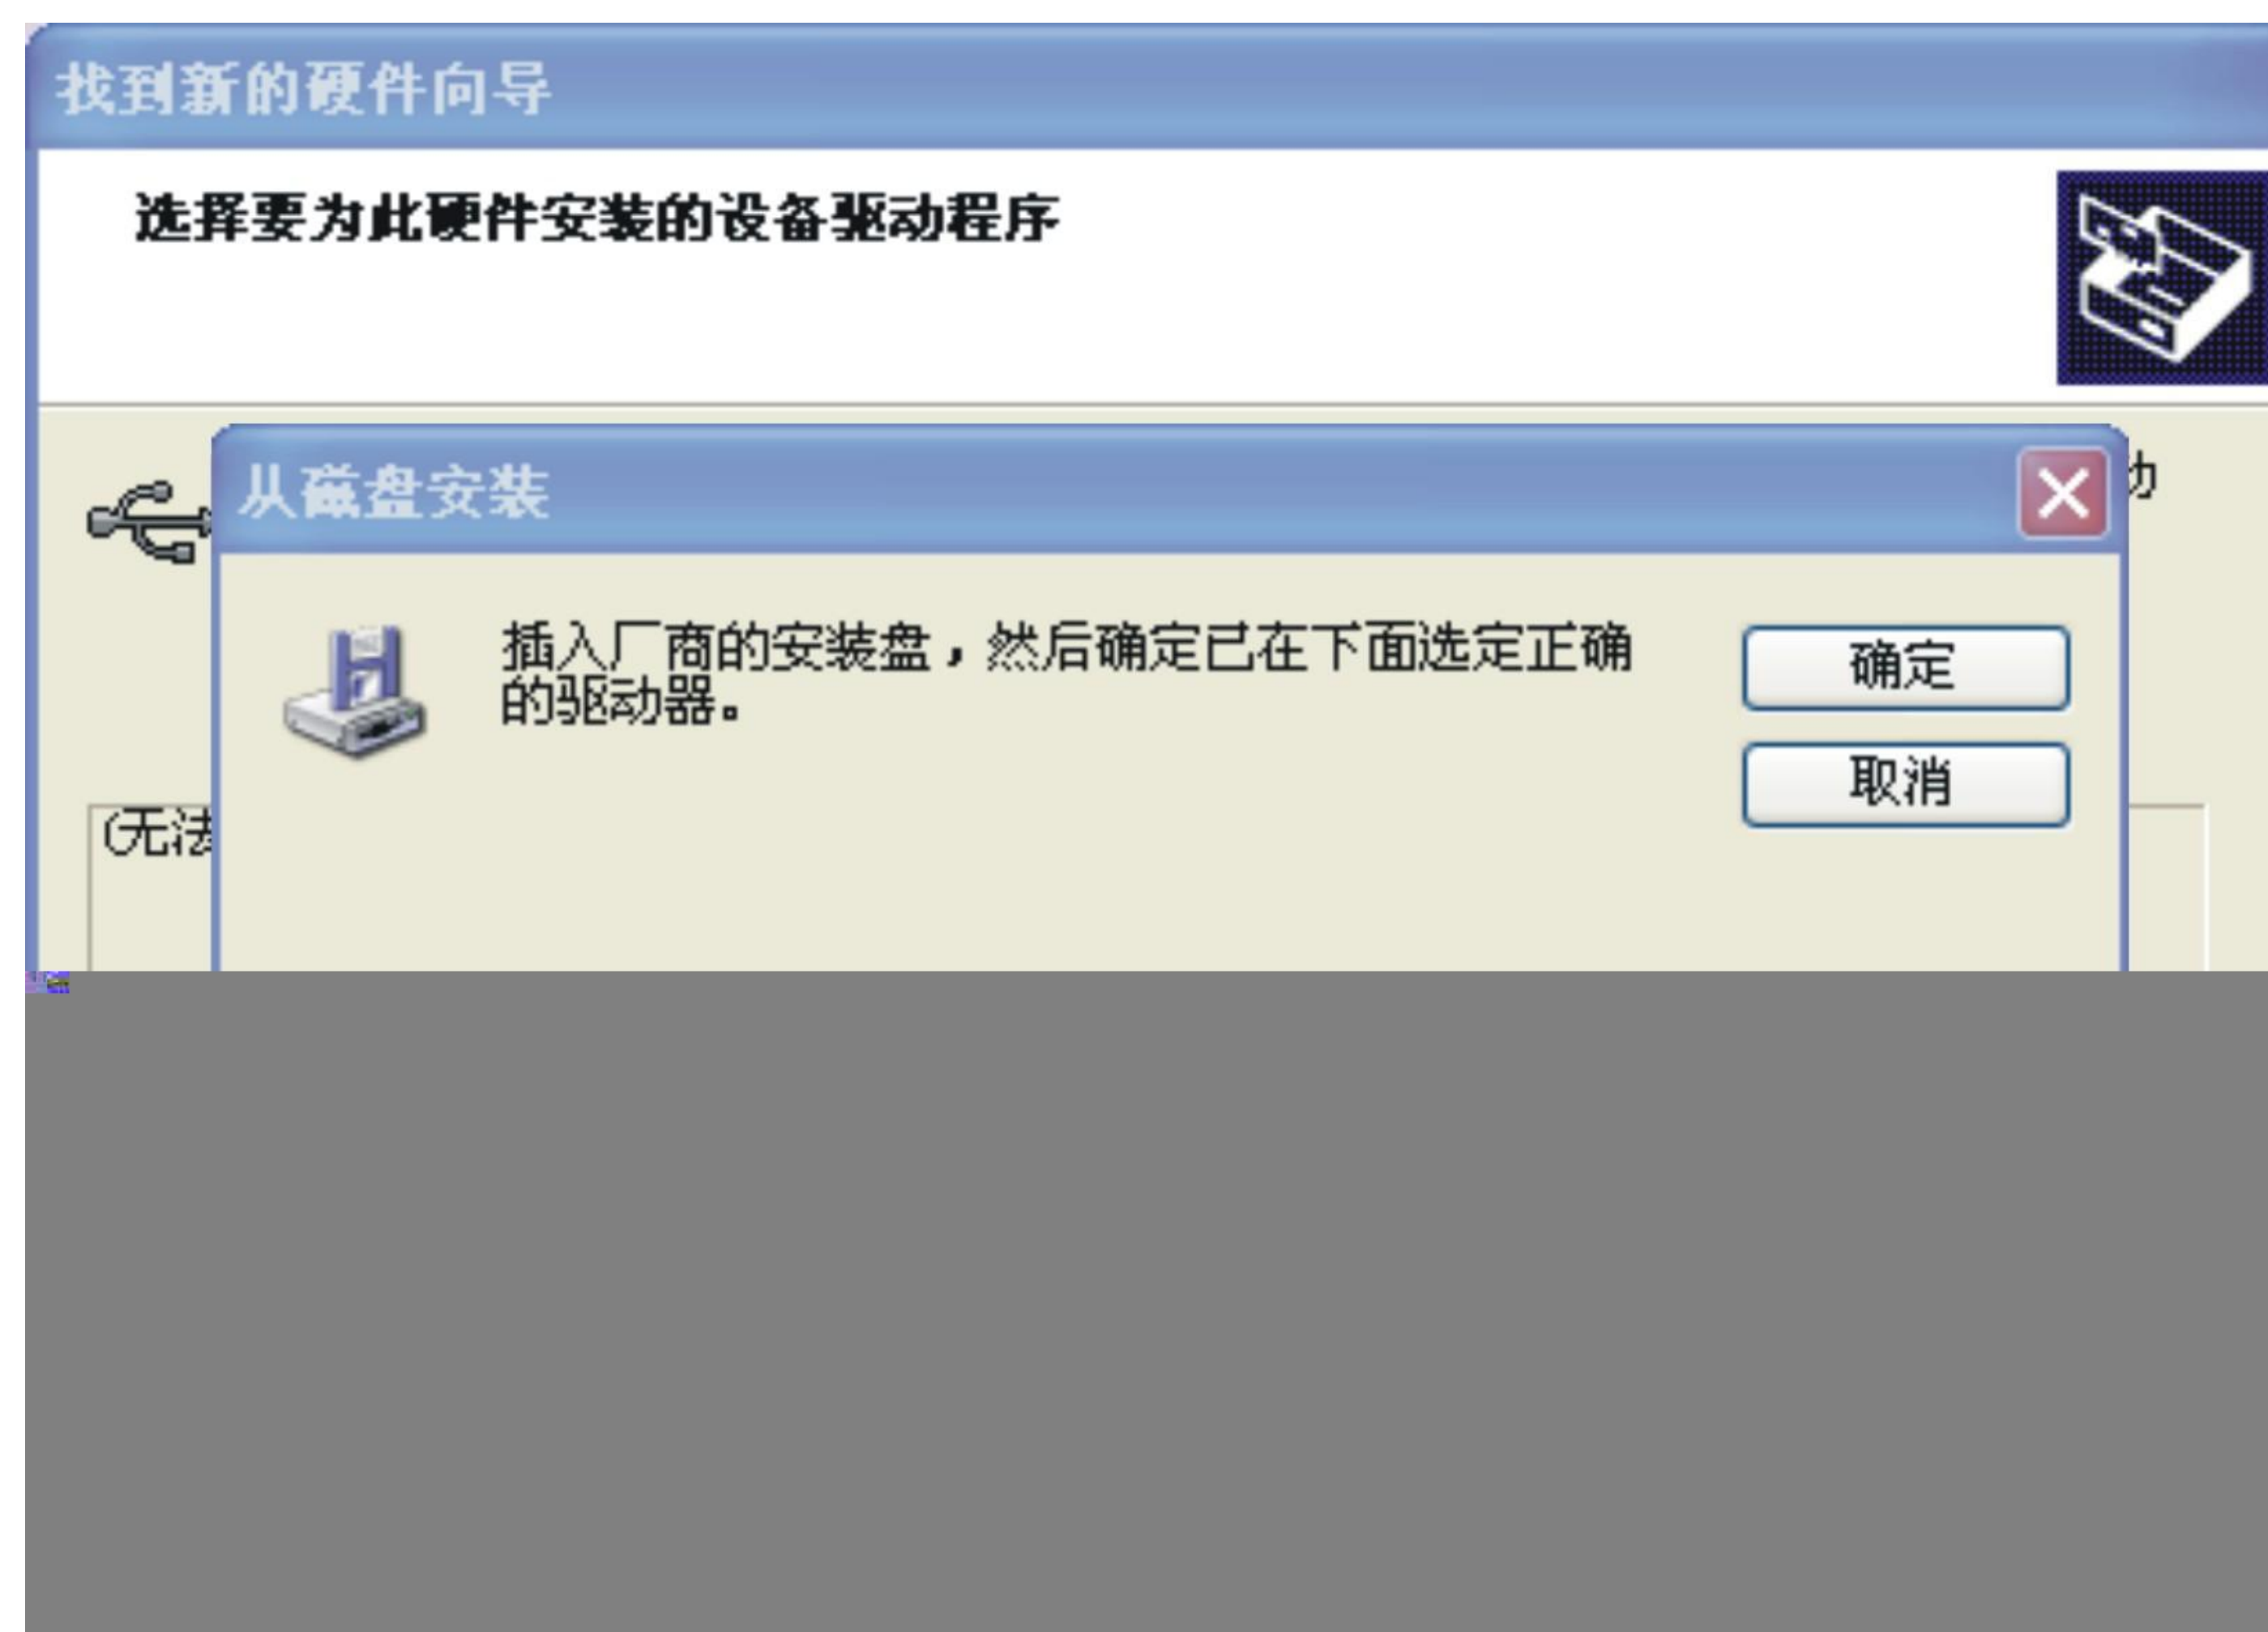 找到新的硬件向导
选择要为此硬件安装的设备驱动程序
从磁盘安装
动
插入厂商的安装盘，然后确定已在下面选定正确
的驱动器。
确定
取消
(无法